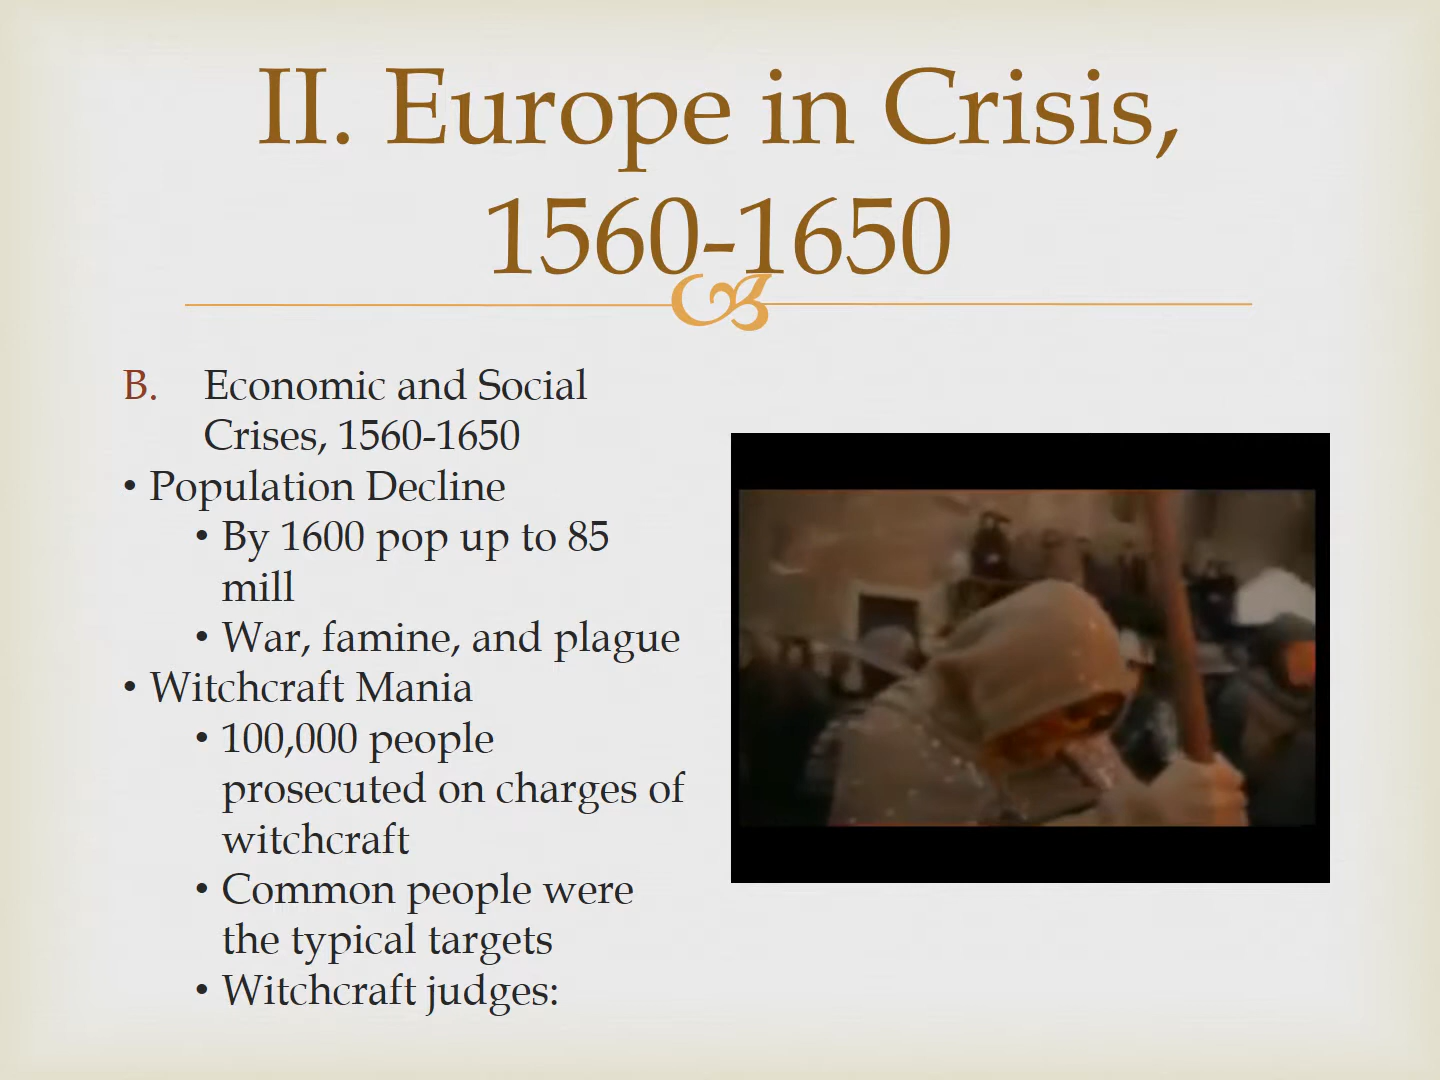 II. Europe in Crisis,
1560-1650
B. Economic and Social
Crises, 1560-1650
• Population Decline
• By 1600 pop up to 85
mill
• War, famine, and plague
• Witchcraft Mania
• 100,000 people
prosecuted on charges of
witchcraft
• Common people were
the typical targets
• Witchcraft judges: